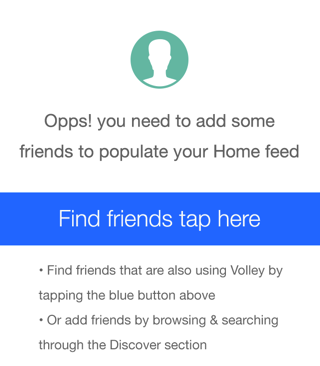 Opps! you need to add some
friends to populate your Home feed
Find friends tap here
• Find friends that are also using Volley by
tapping the blue button above
• Or add friends by browsing & searching
through the Discover section